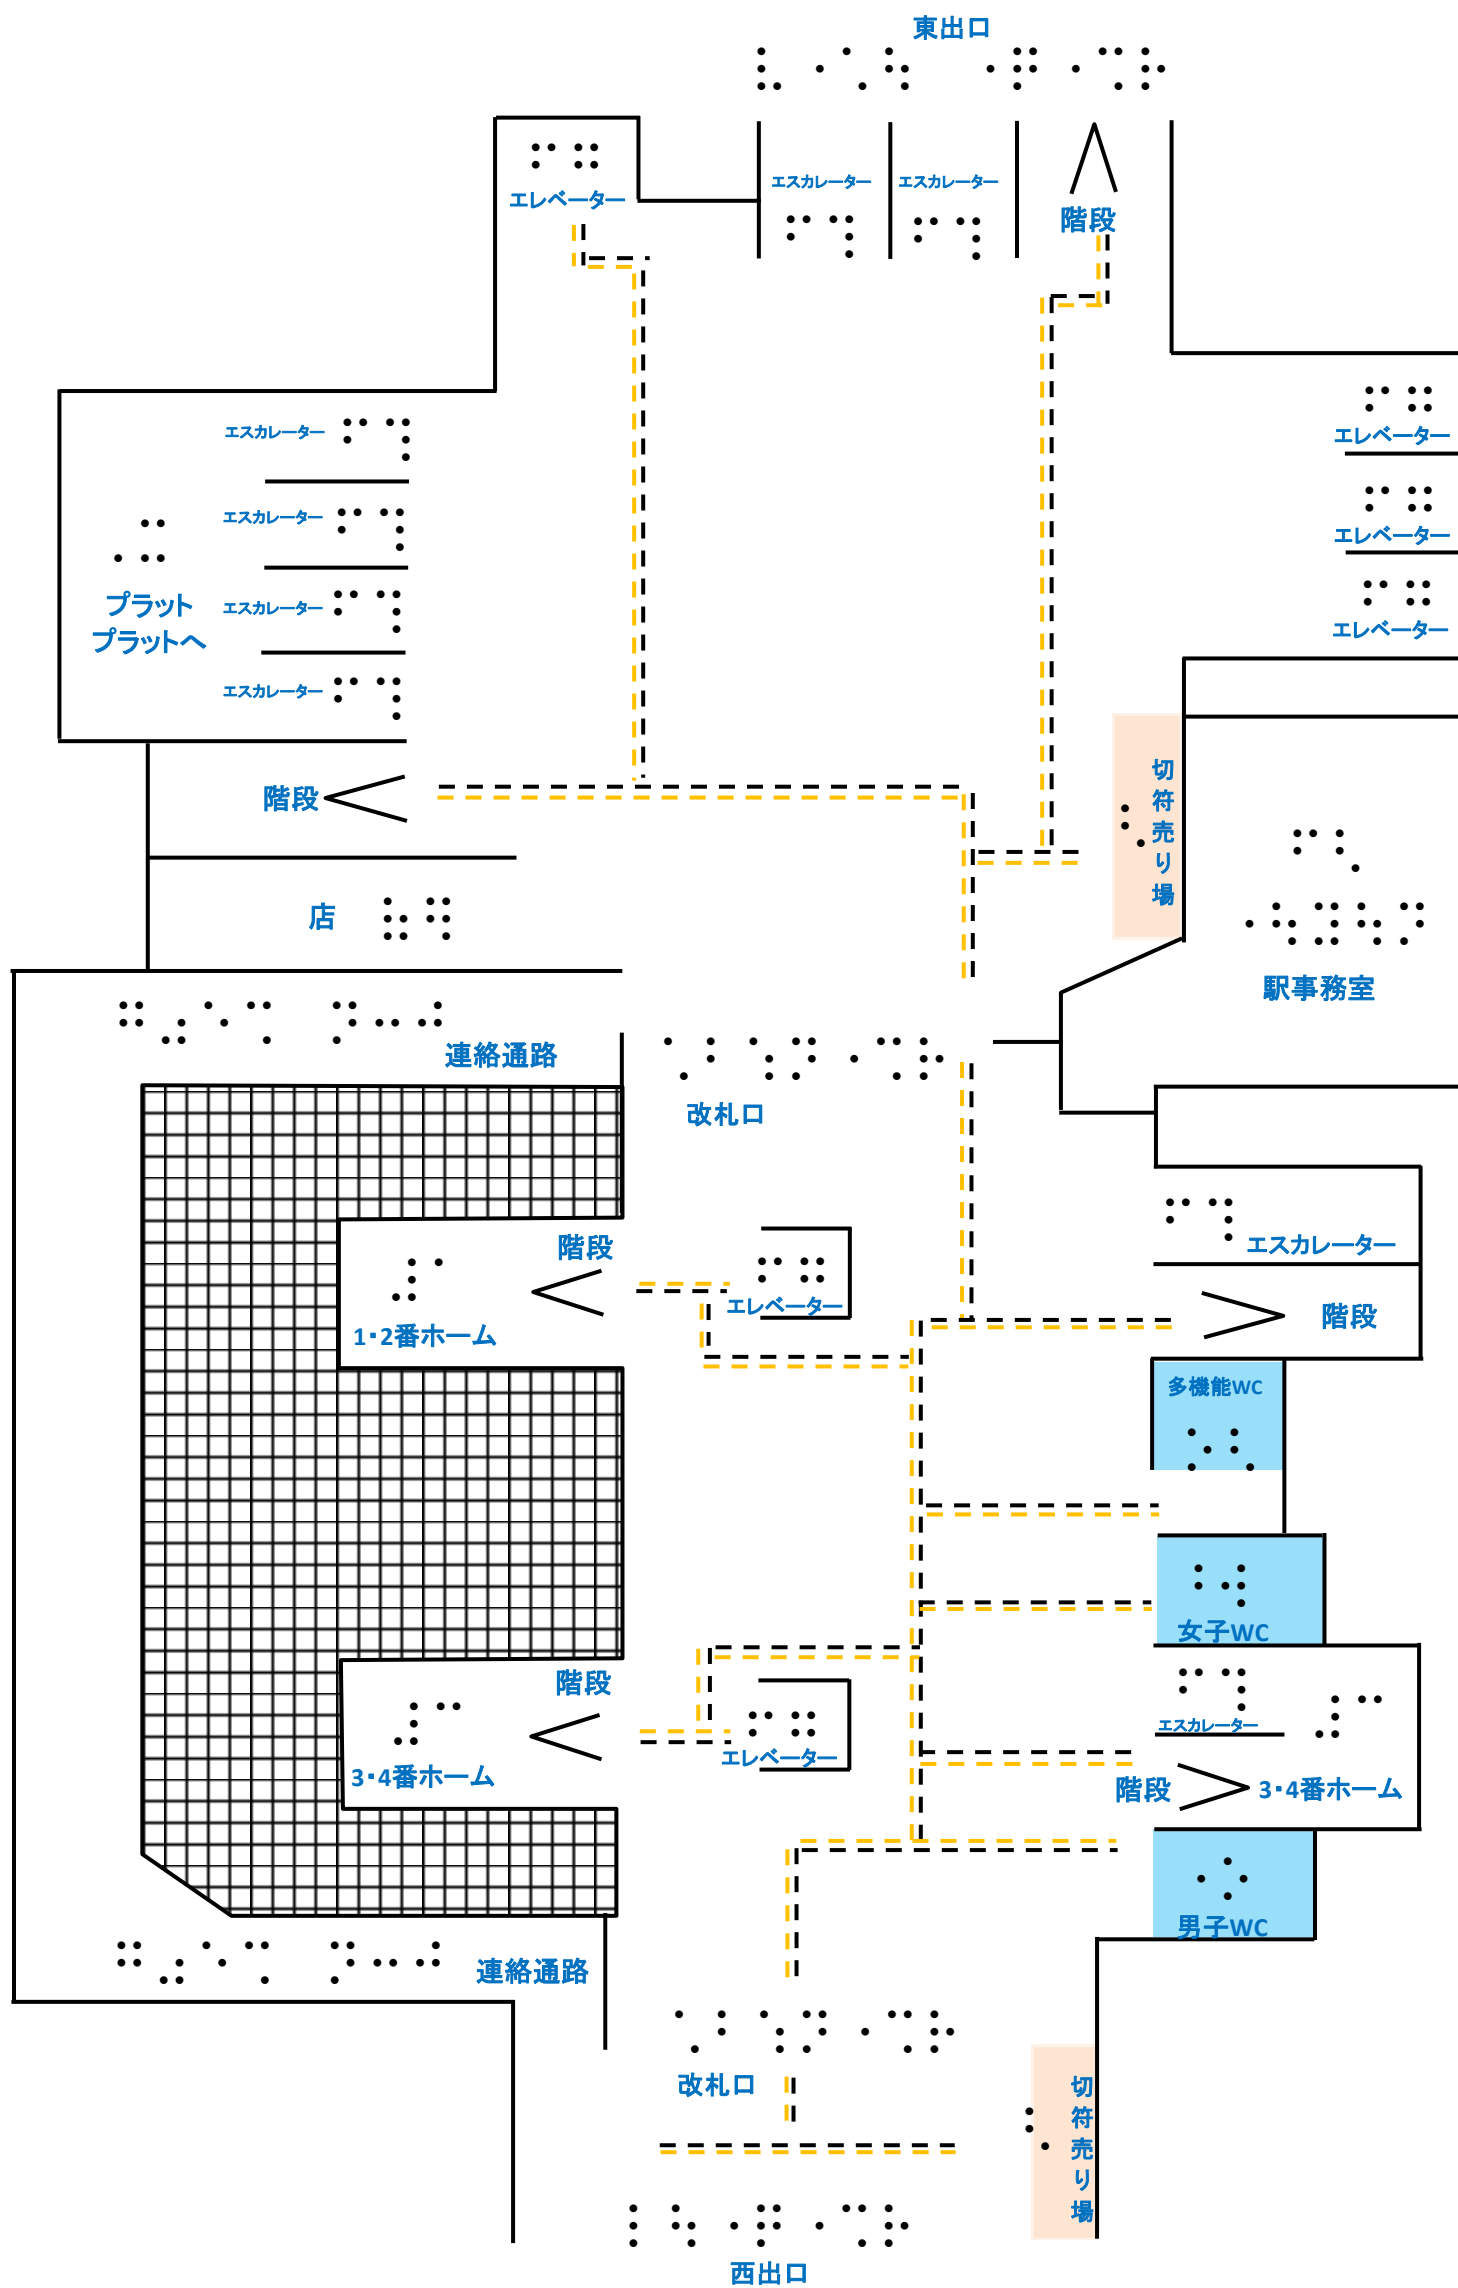 東出口
エレベーター
エスカレーター
エスカレーター
階段
エスカレーター
エレベーター
エスカレーター
エレベーター
プラット
プラットへ
エスカレーター
エレベーター
エスカレーター
階段
切符売り場
店
駅事務室
連絡通路
改札口
階段
エスカレーター
1・2番ホーム
エレベーター
階段
多機能WC
女子WC
階段
エスカレーター
3・4番ホーム
エレベーター
階段
3・4番ホーム
男子WC
連絡通路
改札口
切符売り場
西出口